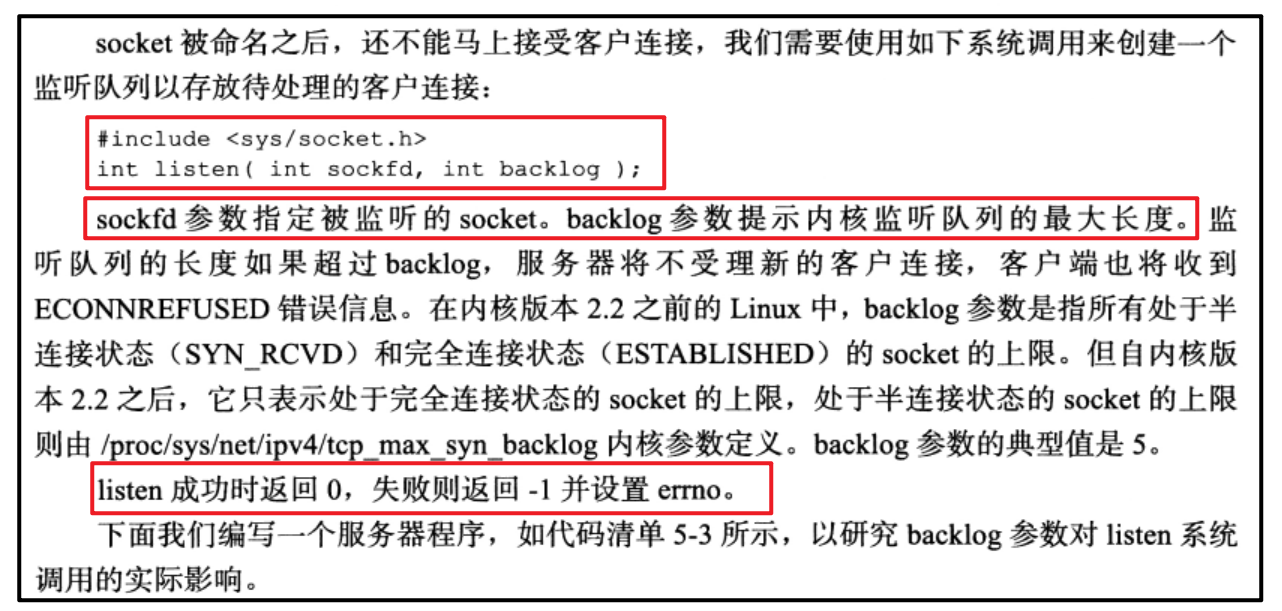 socket 被命名之后，还不能马上接受客户连接，我们需要使用如下系统调用来创建一个
监听队列以存放待处理的客户连接：
#include <sys/socket.h>
int listen( int sockfd, int backlog );
sockfd 参数指定被监听的 socket。backlog 参数提示内核监听队列的最大长度。监
听队列的长度如果超过 backlog，服务器将不受理新的客户连接，客户端也将收到
ECONNREFUSED 错误信息。在内核版本 2.2 之前的 Linux 中，backlog 参数是指所有处于半
连接状态（SYN_RCVD）和完全连接状态（ESTABLISHED）的 socket 的上限。但自内核版
本 2.2 之后，它只表示处于完全连接状态的 socket 的上限，处于半连接状态的 socket 的上限
则由 /proc/sys/net/ipv4/tcp_max_syn_backlog 内核参数定义。backlog 参数的典型值是 5。
listen 成功时返回 0，失败则返回 -1 并设置 errno。
下面我们编写一个服务器程序，如代码清单 5-3 所示，以研究 backlog 参数对 listen 系统
调用的实际影响。